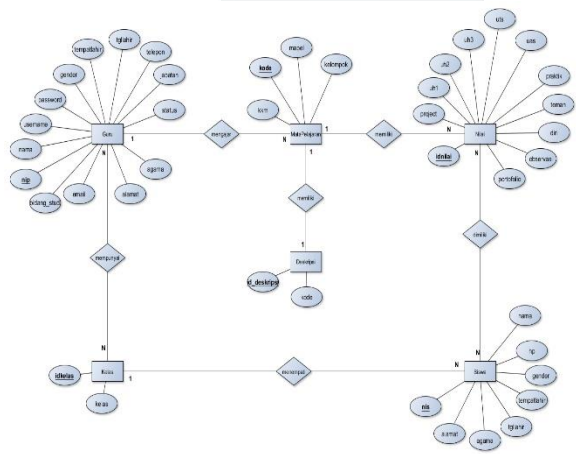 uts
tgllahir
uh3
uas
tempatlahir
mapel
telepon
kode
kelompok
gender
jabatan
uh2
praktik
uh1
teman
password
status
kkm
project
diri
username
Guru
1
mengajar
N
MataPelajaran
1
memiliki
N
Nilai
nama
N
1
idnilai
N
observasi
agama
nip
portofolio
bidang_studi
email
alamat
memiliki
memiliki
mempunyai
1
Deskripsi
id_deskripsi
kode
nama
N
N
hp
idkelas
Kelas
1
menempati
N
Siswa
gender
kelas
tempatlahir
nis
tgllahir
alamat
agama